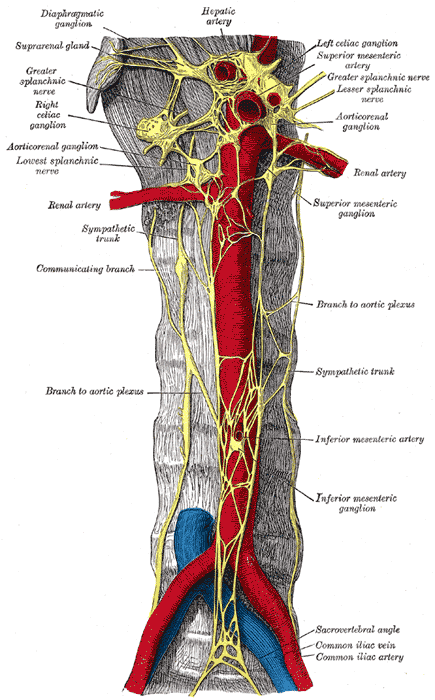 Diaphragmatic
ganglion
Suprarenal gland
Greater
splanchnic
nerve
Right
celiac
ganglion
Aorticorenal ganglion
Lowest splanchnic
nerve
Renal artery
Sympathetic
trunk
Communicating branch
Branch to aortic plexus
Hepatic
artery
Left celiac ganglion
Superior mesenteric
artery
Greater splanchnic nerve
Lesser splanchnic
nerve
Aorticorenal
ganglion
Renal artery
Superior mesenteric
ganglion
Branch to aortic plexus
Sympathetic trunk
Inferior mesenteric artery
Inferior mesenteric
ganglion
Sacrovertebral angle
Common iliac vein
Common iliac artery